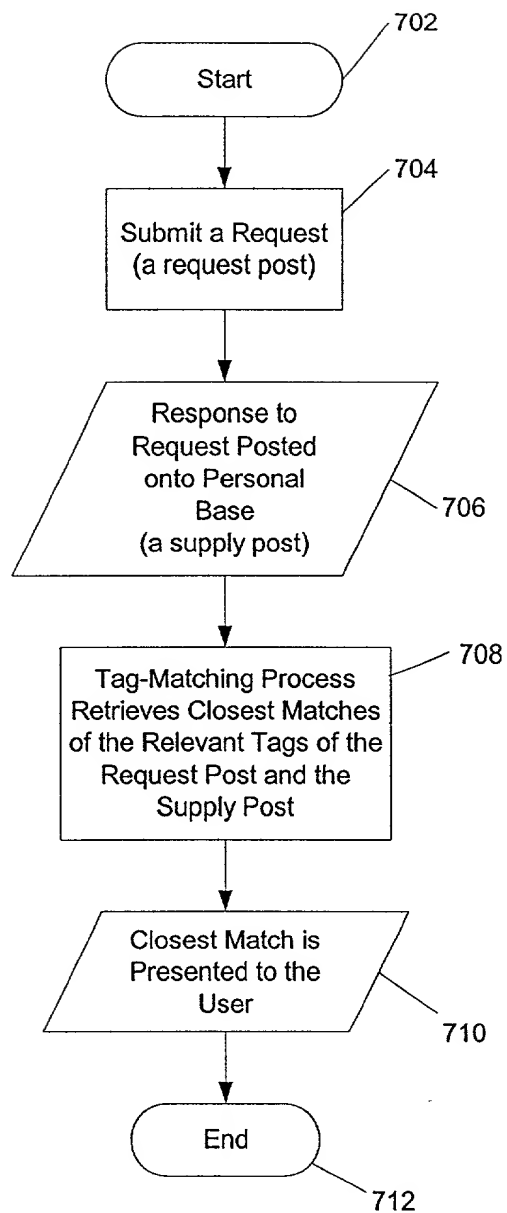 702
Start
704
Submit a Request
(a request post)
Response to
Request Posted
onto Personal
Base
(a supply post)
706
708
Tag-Matching Process
Retrieves Closest Matches
of the Relevant Tags of the
Request Post and the
Supply Post
Closest Match is
Presented to the
User
710
End
712